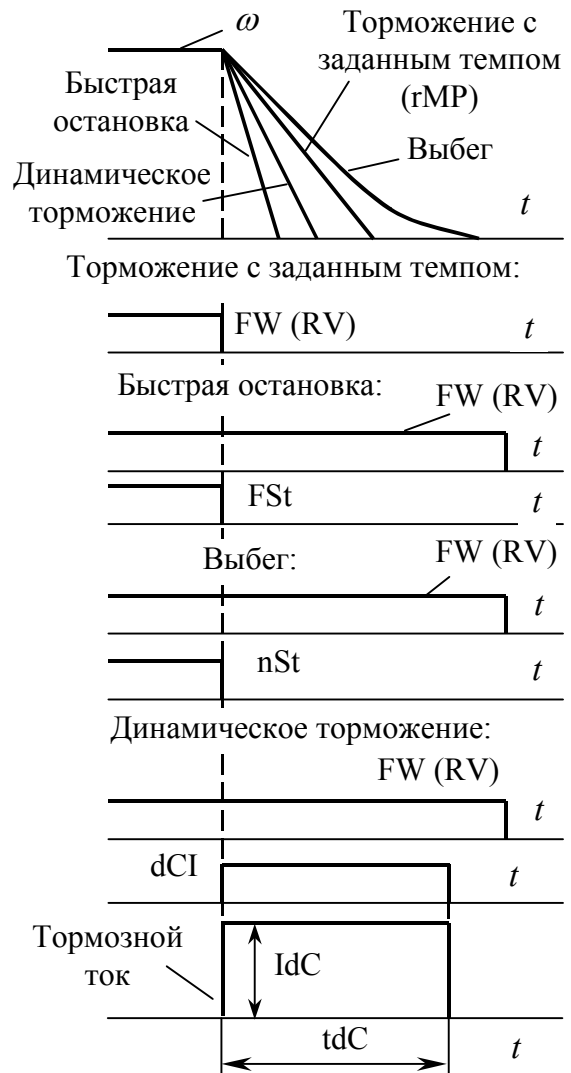 ω
Торможение с
заданным темпом
(rMP)
Быстрая
остановка
Выбег
Динамическое
торможение
t
Торможение с заданным темпом:
FW (RV)
t
Быстрая остановка:
FW (RV)
t
FSt
t
Выбег:
FW (RV)
t
nSt
t
Динамическое торможение:
FW (RV)
t
dCI
t
Тормозной
ток
IdC
tdC
t